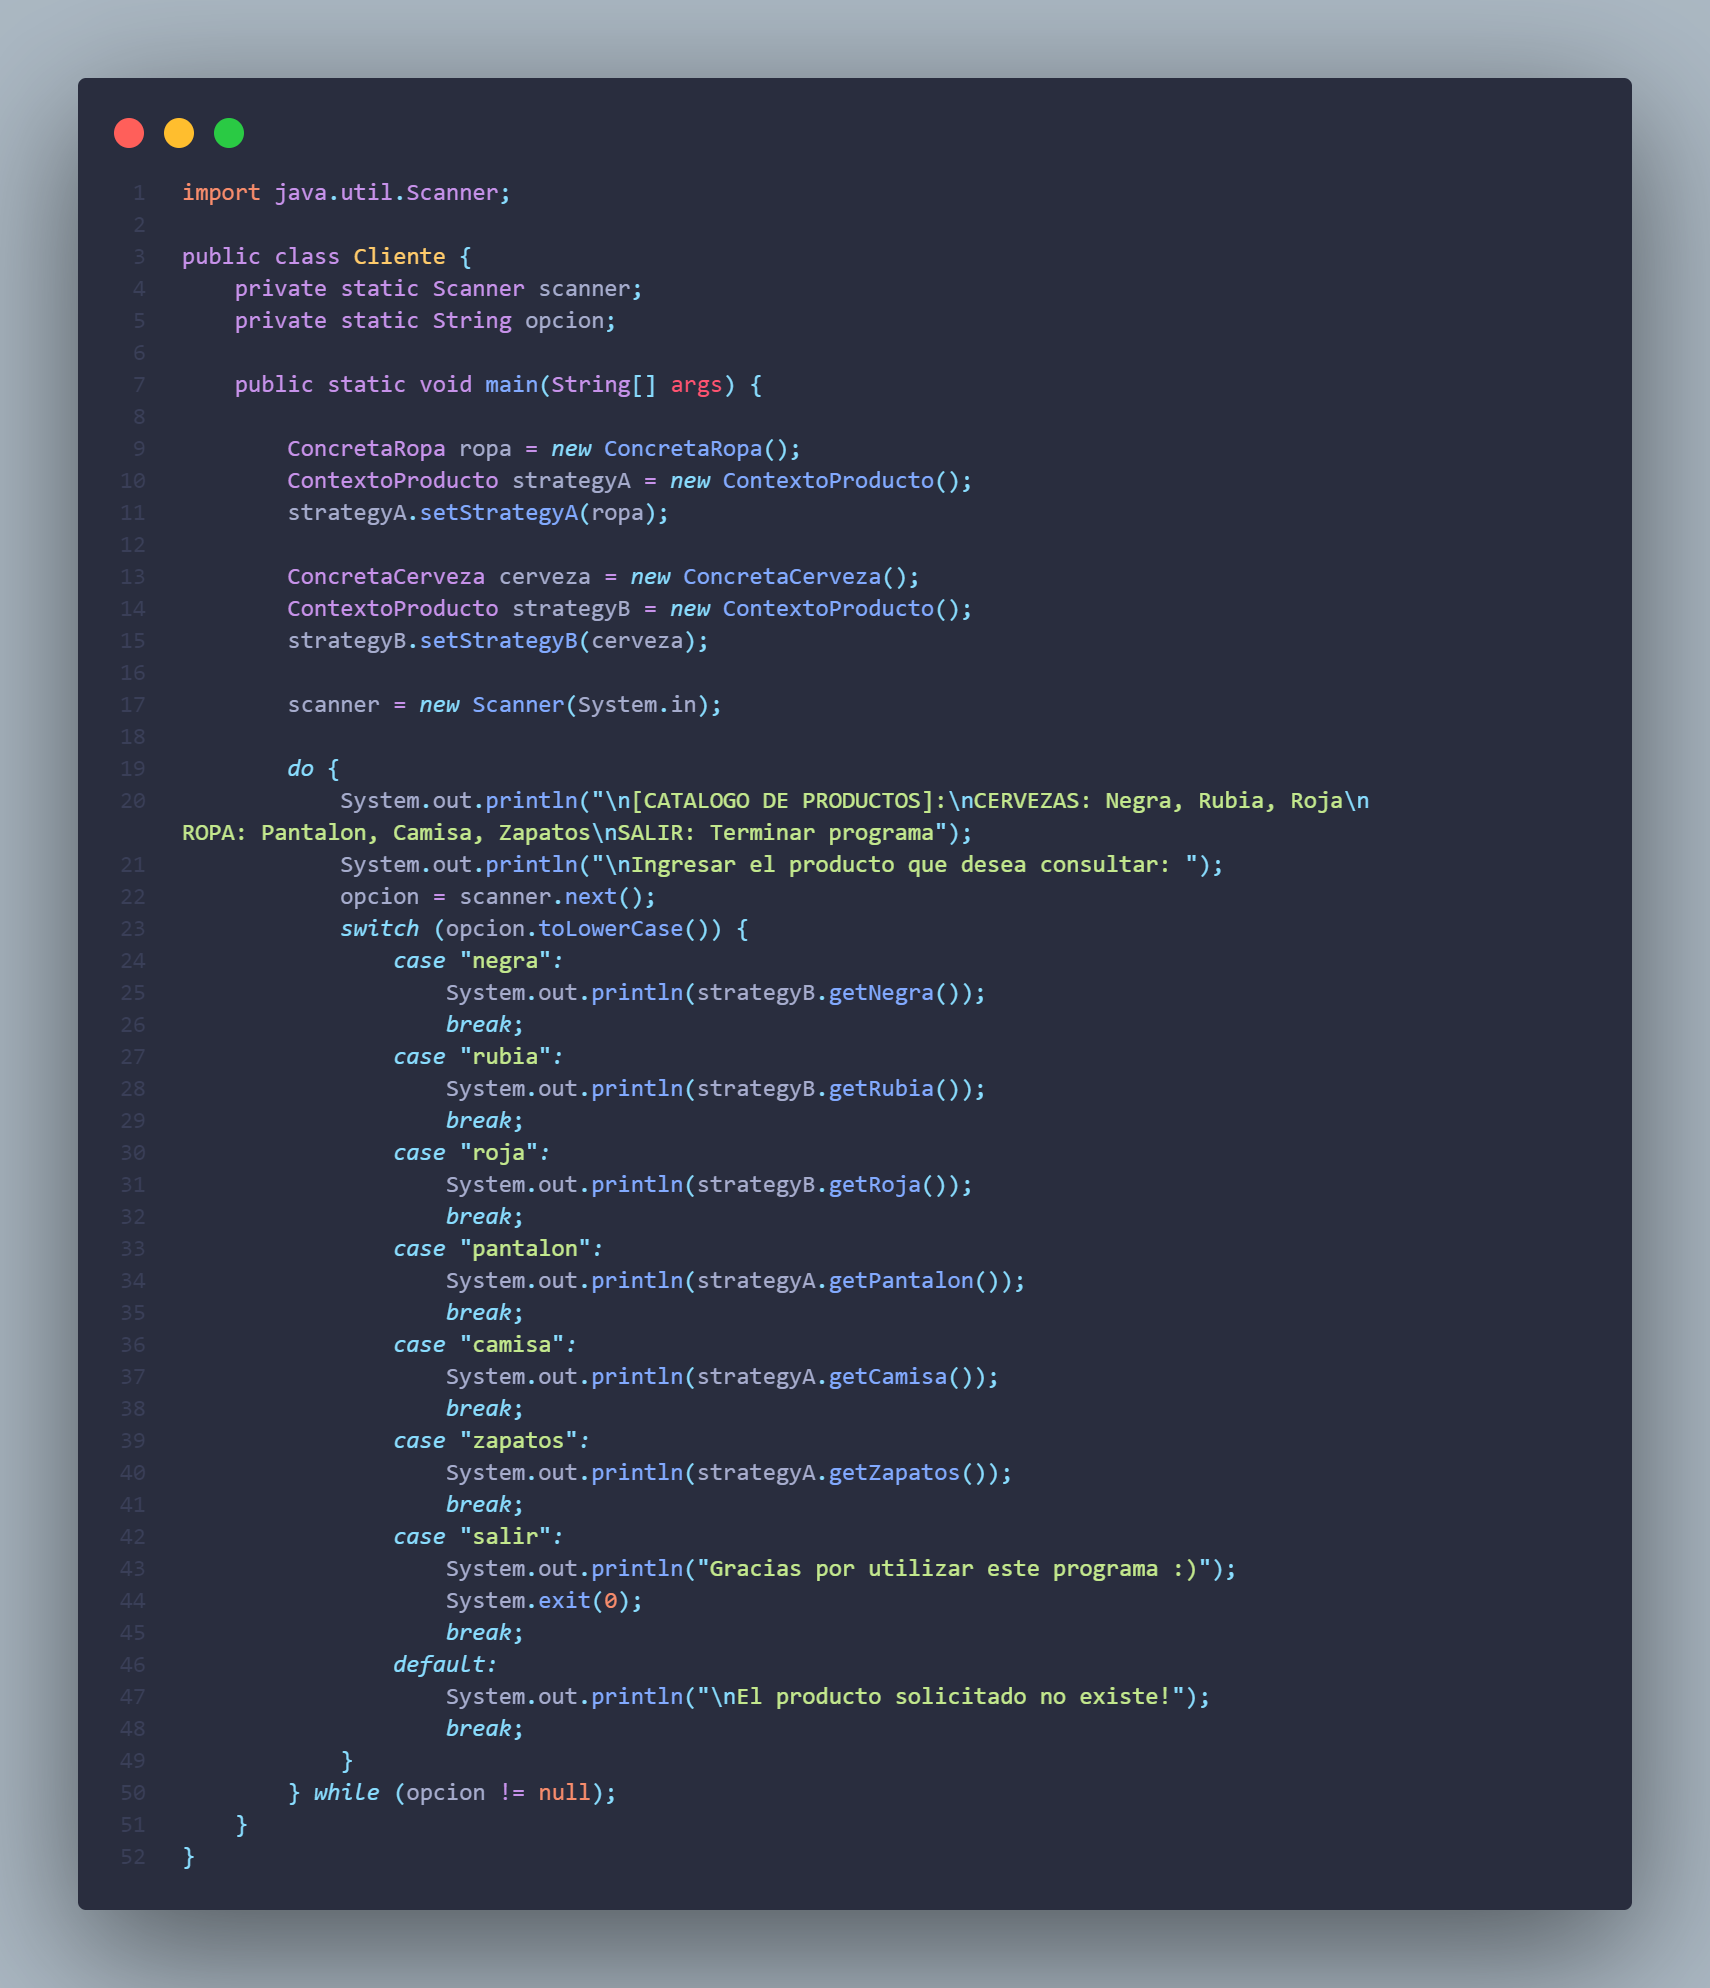 1 import java.util.Scanner;
2
3 public class Cliente {
4     private static Scanner scanner;
5     private static String opcion;
6
7     public static void main(String[] args) {
8
9         ConcretaRopa ropa = new ConcretaRopa();
10         ContextoProducto strategyA = new ContextoProducto();
11         strategyA.setStrategyA(ropa);
12
13         ConcretaCerveza cerveza = new ConcretaCerveza();
14         ContextoProducto strategyB = new ContextoProducto();
15         strategyB.setStrategyB(cerveza);
16
17         scanner = new Scanner(System.in);
18
19         do {
20             System.out.println("\n[CATALOGO DE PRODUCTOS]:\nCERVEZAS: Negra, Rubia, Roja\n
ROPA: Pantalon, Camisa, Zapatos\nSALIR: Terminar programa");
21             System.out.println("\nIngresar el producto que desea consultar: ");
22             opcion = scanner.next();
23             switch (opcion.toLowerCase()) {
24                 case "negra":
25                     System.out.println(strategyB.getNegra());
26                     break;
27                 case "rubia":
28                     System.out.println(strategyB.getRubia());
29                     break;
30                 case "roja":
31                     System.out.println(strategyB.getRoja());
32                     break;
33                 case "pantalon":
34                     System.out.println(strategyA.getPantalon());
35                     break;
36                 case "camisa":
37                     System.out.println(strategyA.getCamisa());
38                     break;
39                 case "zapatos":
40                     System.out.println(strategyA.getZapatos());
41                     break;
42                 case "salir":
43                     System.out.println("Gracias por utilizar este programa :)");
44                     System.exit(0);
45                     break;
46                 default:
47                     System.out.println("\nEl producto solicitado no existe!");
48                     break;
49             }
50         } while (opcion != null);
51     }
52 }